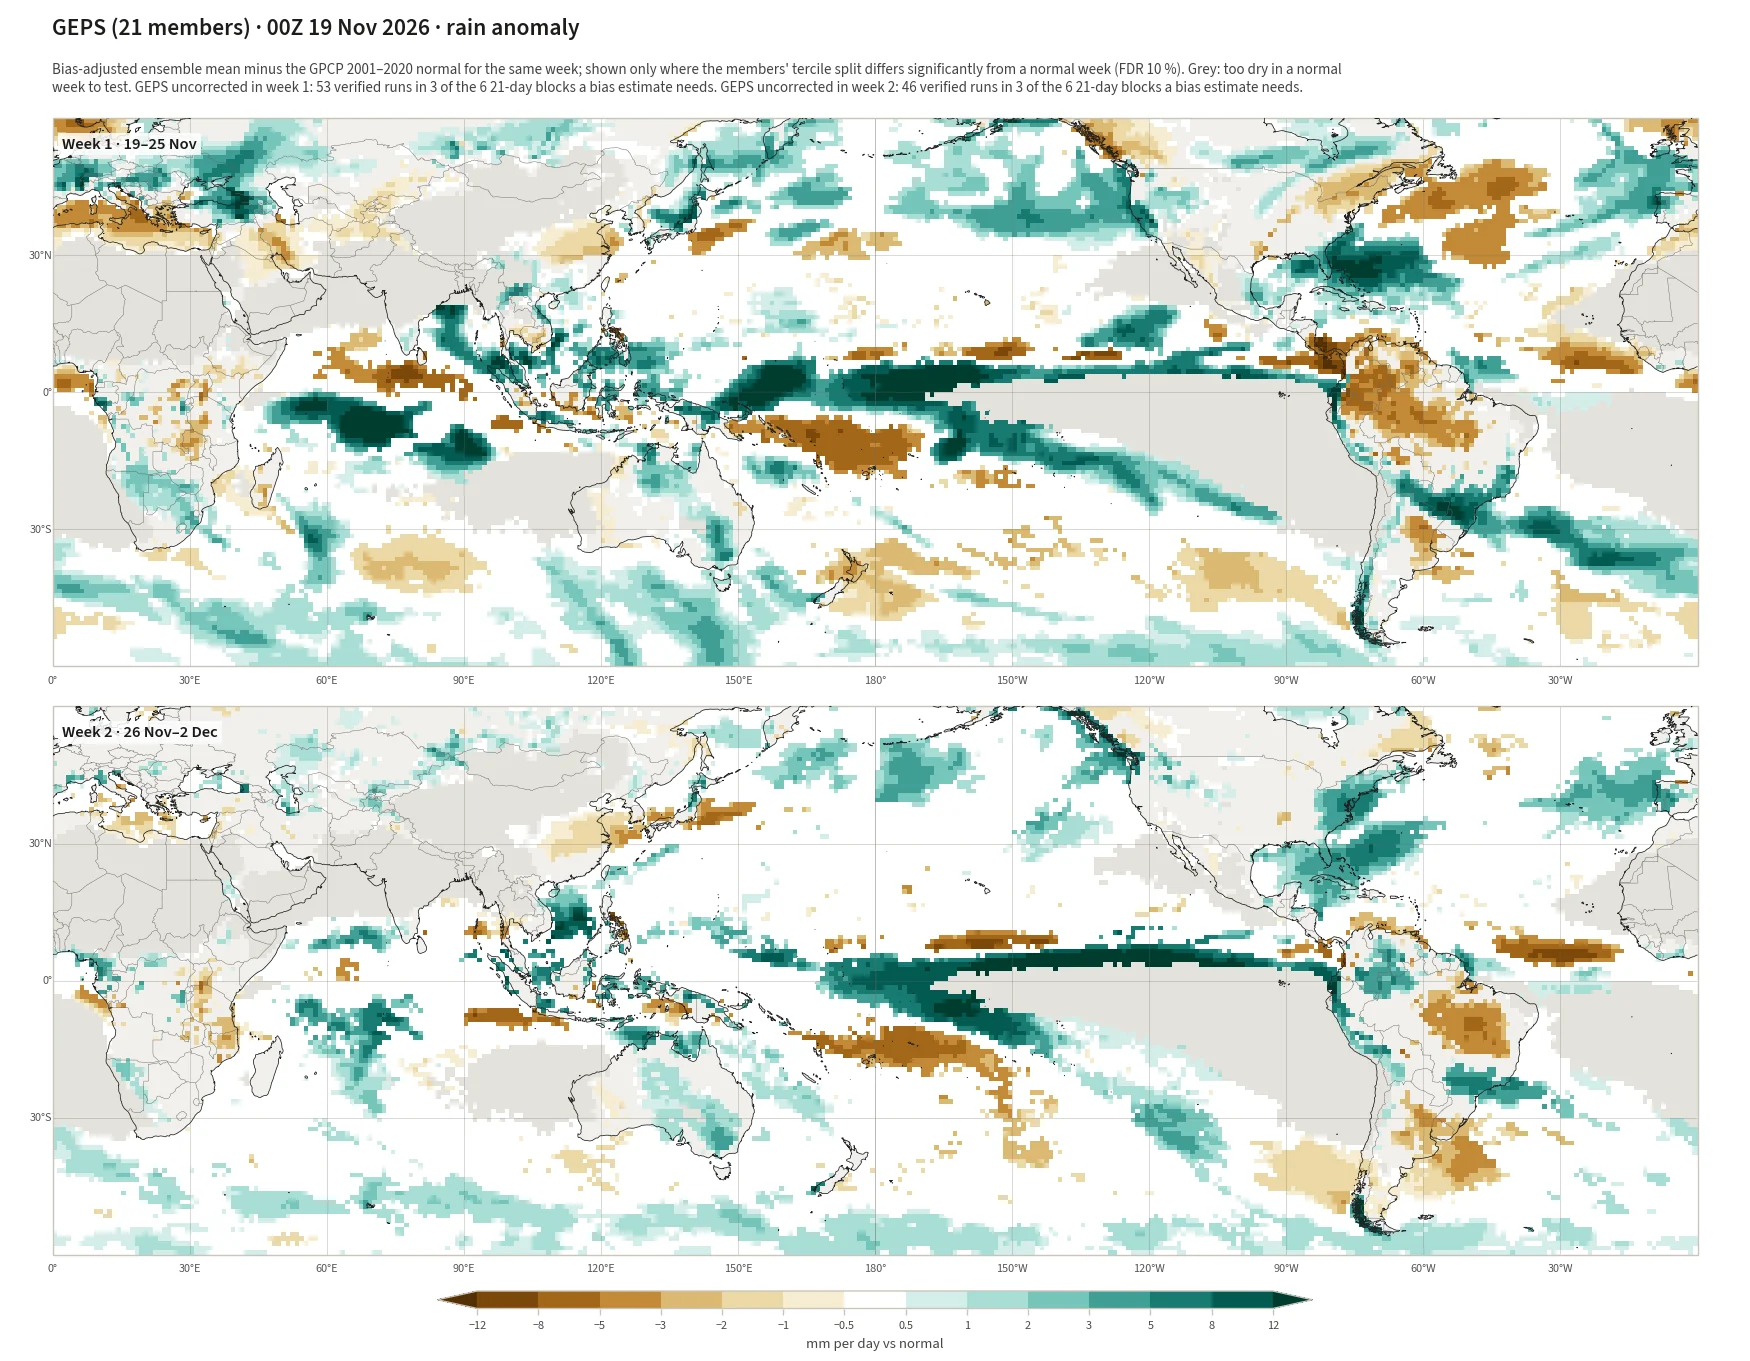 GEPS (21 members) · 00Z 19 Nov 2026 · rain anomaly
Bias-adjusted ensemble mean minus the GPCP 2001–2020 normal for the same week; shown only where the members' tercile split differs significantly from a normal week (FDR 10 %). Grey: too dry in a normal
week to test. GEPS uncorrected in week 1: 53 verified runs in 3 of the 6 21-day blocks a bias estimate needs. GEPS uncorrected in week 2: 46 verified runs in 3 of the 6 21-day blocks a bias estimate needs.
Week 1 · 19–25 Nov
30°N
0°
30°S
0° 30°E 60°E 90°E 120°E 150°E 180° 150°W 120°W 90°W 60°W 30°W
Week 2 · 26 Nov–2 Dec
30°N
0°
30°S
0° 30°E 60°E 90°E 120°E 150°E 180° 150°W 120°W 90°W 60°W 30°W
−12 −8 −5 −3 −2 −1 −0.5 0.5 1 2 3 5 8 12
mm per day vs normal